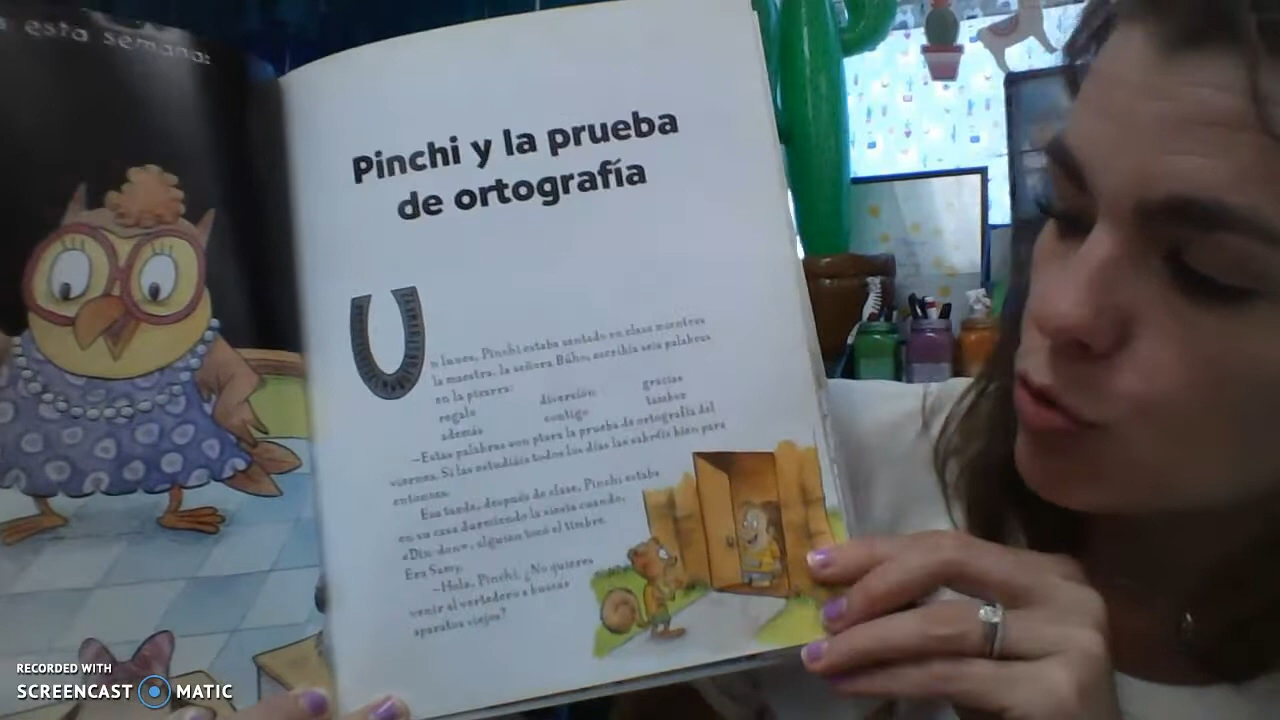 esta semana:
Pinchi y la prueba
de ortografía
Un lunes, Pinchi estaba sentado en clase mientras
la maestra, la señora Búho, escribía seis palabras
en la pizarra:
regalo diversión gracias
además contigo tambor
–Estas palabras son para la prueba de ortografía del
viernes. Si las estudiáis todos los días las sabréis bien para
entonces.
Esa tarde, después de clase, Pinchi estaba
en su casa durmiendo la siesta cuando,
«Din-don», alguien tocó el timbre.
Era Samy.
–Hola, Pinchi. ¿No quieres
venir al vertedero a buscar
aparatos viejos?
RECORDED WITH
SCREENCAST MATIC